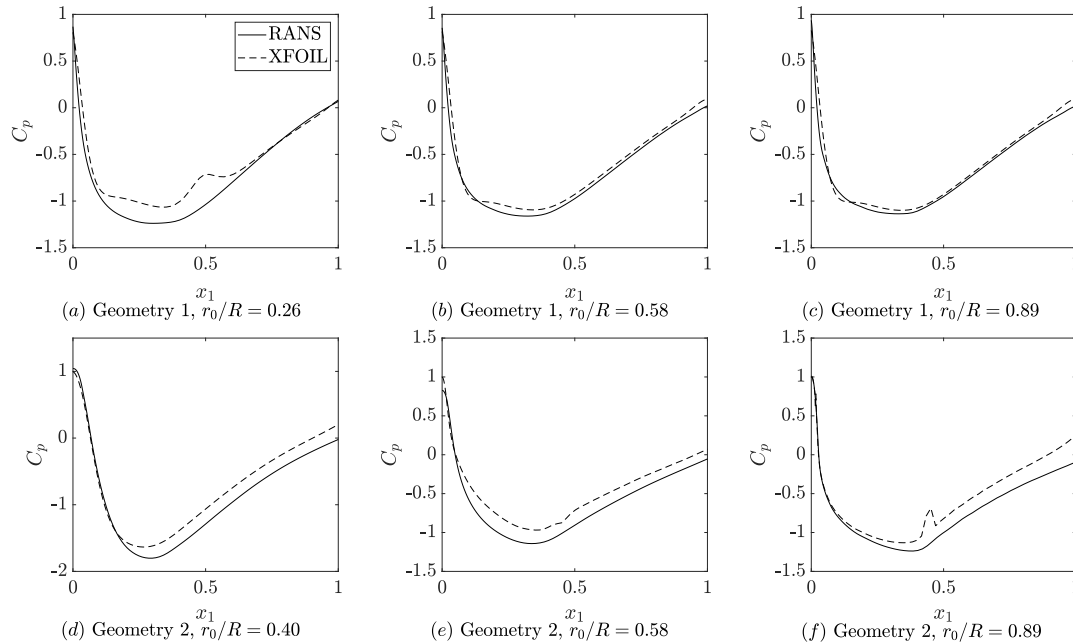 1
0.5
0
-0.5
-1
-1.5
C_p
RANS
XFOIL
0 0.5 1
x_1
(a) Geometry 1, r_0/R = 0.26
1
0.5
0
-0.5
-1
-1.5
C_p
0 0.5 1
x_1
(b) Geometry 1, r_0/R = 0.58
1
0.5
0
-0.5
-1
-1.5
C_p
0 0.5 1
x_1
(c) Geometry 1, r_0/R = 0.89
1
0
-1
-2
C_p
0 0.5 1
x_1
(d) Geometry 2, r_0/R = 0.40
1.5
1
0.5
0
-0.5
-1
-1.5
C_p
0 0.5 1
x_1
(e) Geometry 2, r_0/R = 0.58
1.5
1
0.5
0
-0.5
-1
-1.5
C_p
0 0.5 1
x_1
(f) Geometry 2, r_0/R = 0.89